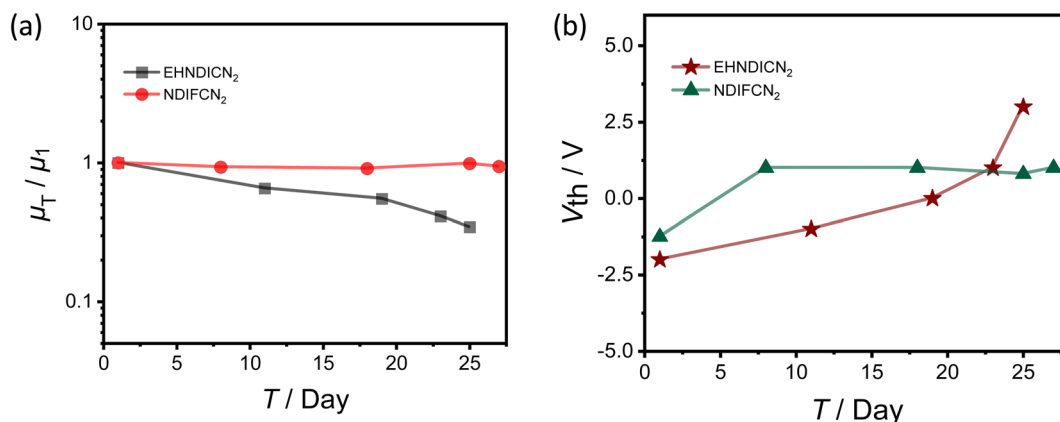 (a)
10
1
0.1
μT / μ1
EHNDICN₂
NDIFCN₂
0 5 10 15 20 25
T / Day
(b)
5.0
2.5
0.0
-2.5
-5.0
Vth / V
EHNDICN₂
NDIFCN₂
0 5 10 15 20 25
T / Day